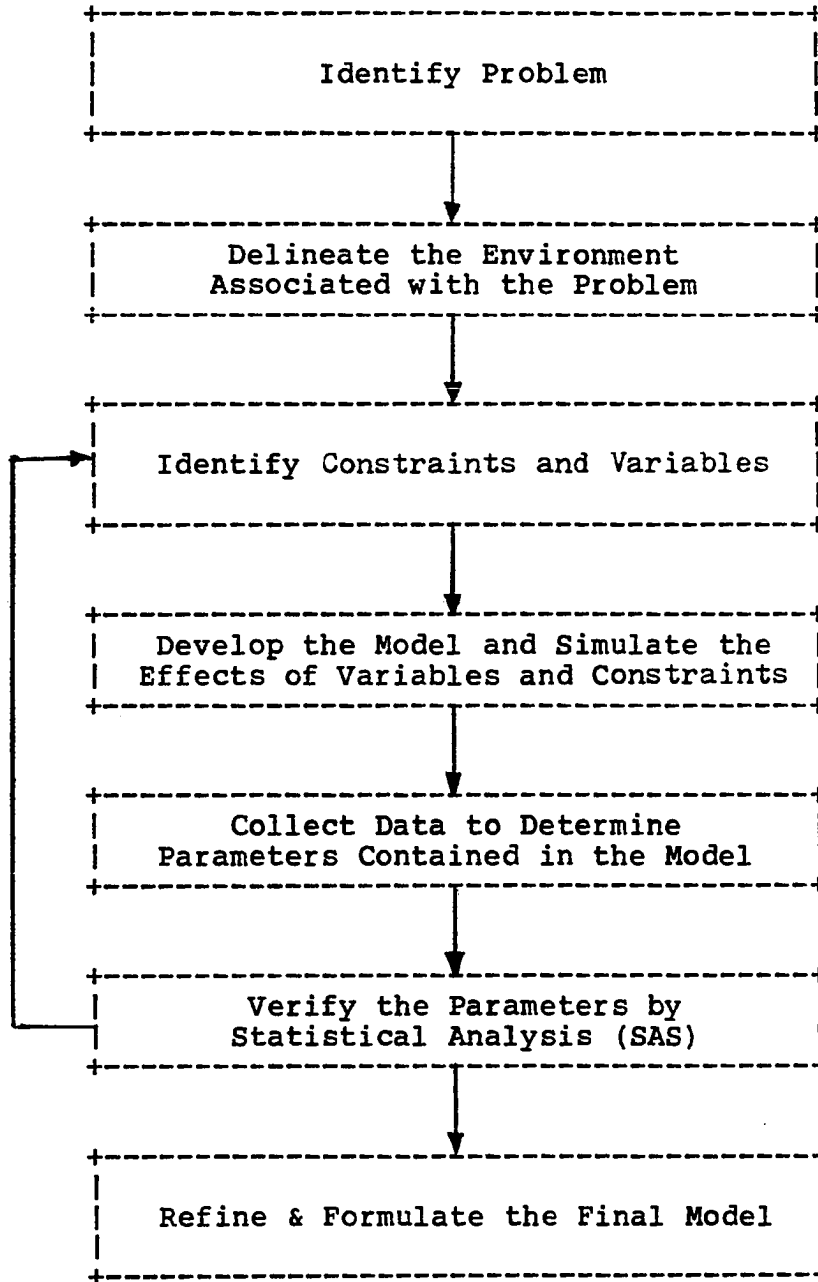 Identify Problem
Delineate the Environment
Associated with the Problem
Identify Constraints and Variables
Develop the Model and Simulate the
Effects of Variables and Constraints
Collect Data to Determine
Parameters Contained in the Model
Verify the Parameters by
Statistical Analysis (SAS)
Refine & Formulate the Final Model